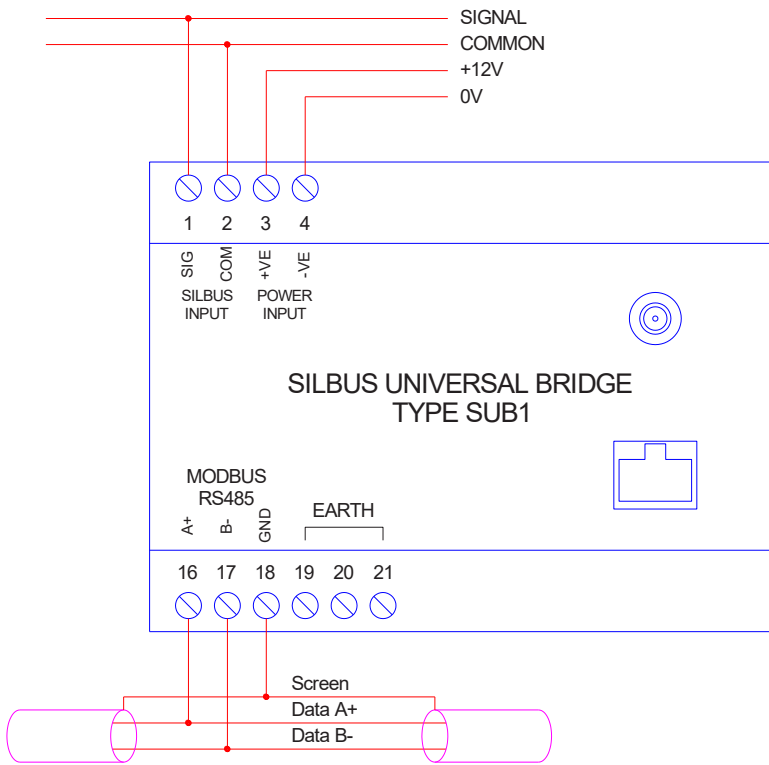 SIGNAL
COMMON
+12V
0V
1 2 3 4
SIG COM +VE -VE
SILBUS INPUT
POWER INPUT
SILBUS UNIVERSAL BRIDGE
TYPE SUB1
MODBUS
RS485
A+ B- GND
EARTH
16 17 18 19 20 21
Screen
Data A+
Data B-